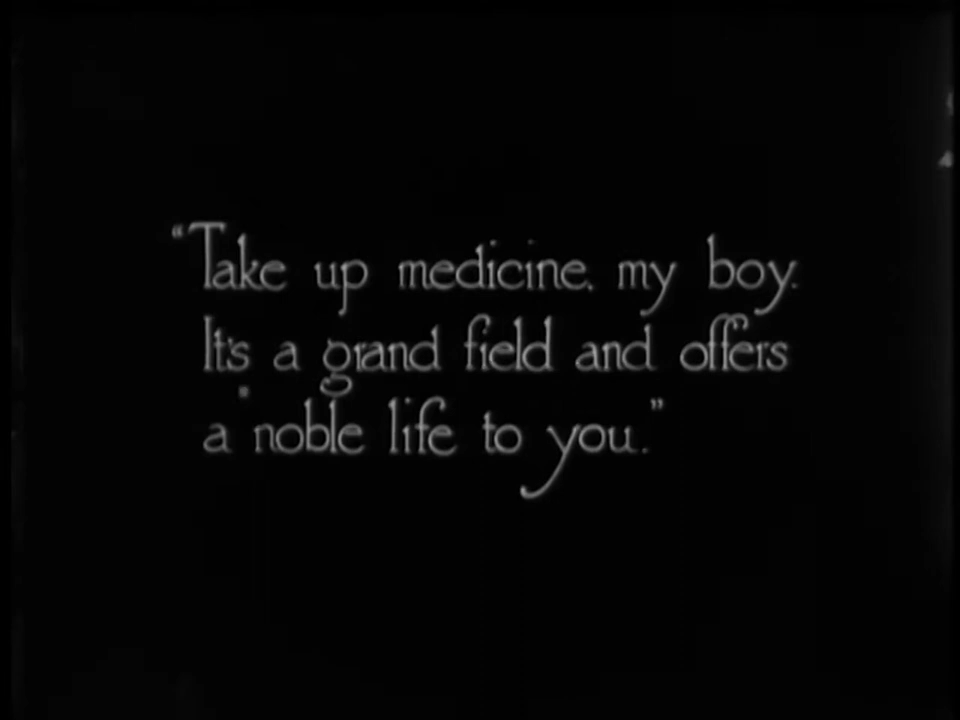 “Take up medicine, my boy.
It's a grand field and offers
a noble life to you.”